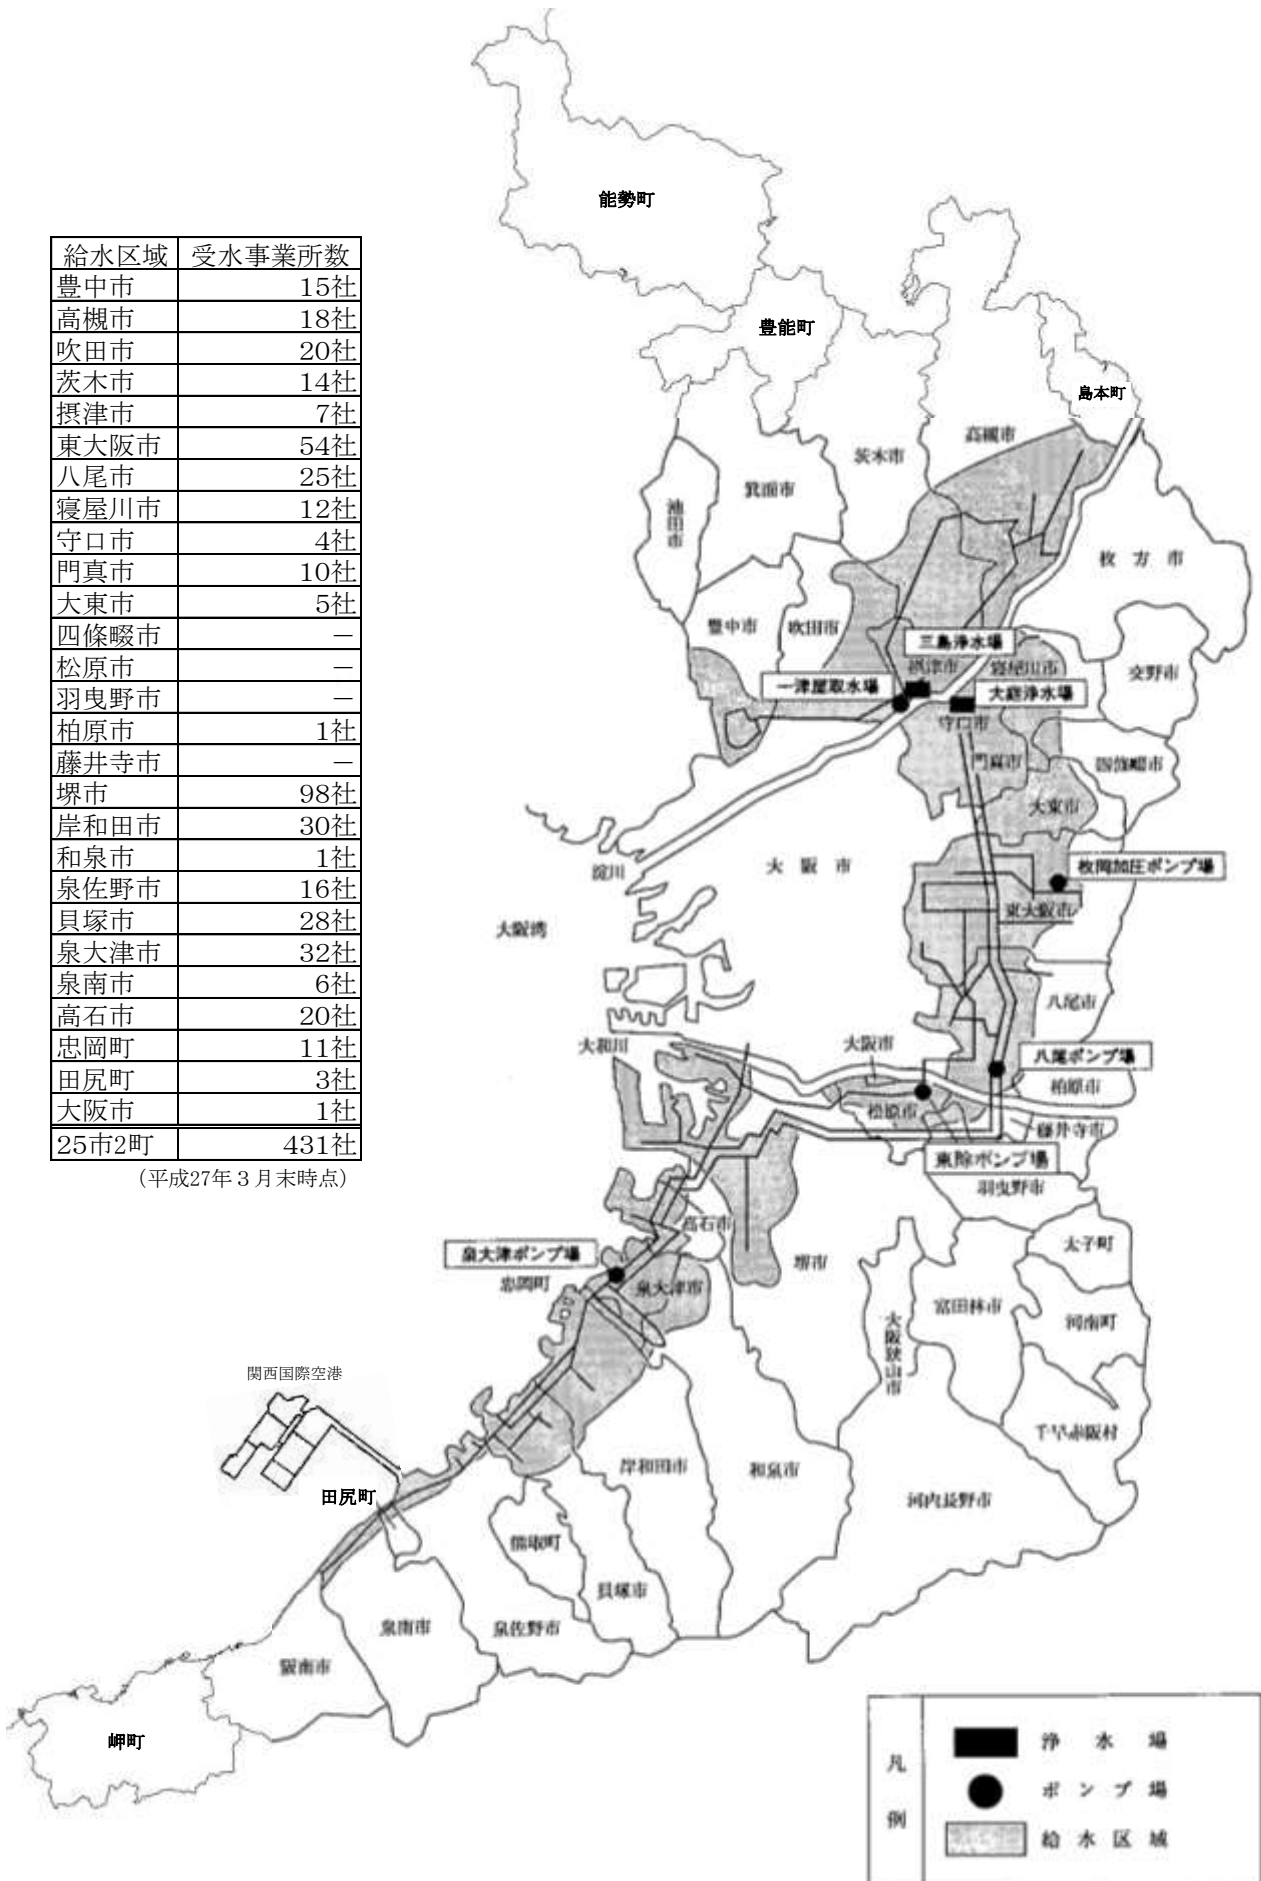 給水区域 受水事業所数
豊中市 15社
高槻市 18社
吹田市 20社
茨木市 14社
摂津市 7社
東大阪市 54社
八尾市 25社
寝屋川市 12社
守口市 4社
門真市 10社
大東市 5社
四條畷市 −
松原市 −
羽曳野市 −
柏原市 1社
藤井寺市 −
堺市 98社
岸和田市 30社
和泉市 1社
泉佐野市 16社
貝塚市 28社
泉大津市 32社
泉南市 6社
高石市 20社
忠岡町 11社
田尻町 3社
大阪市 1社
25市2町 431社
(平成27年３月末時点)
能勢町
豊能町
島本町
高槻市
茨木市
箕面市
池田市
枚方市
豊中市
吹田市
三島浄水場
摂津市
寝屋川市
交野市
一津屋取水場
大庭浄水場
守口市
門真市
四條畷市
大東市
大阪市
枚岡加圧ポンプ場
淀川
東大阪市
大阪湾
八尾市
大和川
大阪市
八尾ポンプ場
柏原市
松原市
藤井寺市
東除ポンプ場
羽曳野市
高石市
太子町
泉大津ポンプ場
堺市
忠岡町
泉大津市
富田林市
河南町
大阪狭山市
関西国際空港
千早赤阪村
岸和田市
和泉市
田尻町
河内長野市
熊取町
貝塚市
泉南市
泉佐野市
阪南市
岬町
凡例
浄水場
ポンプ場
給水区域